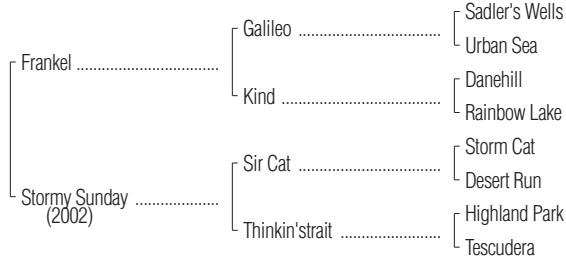 Sadler's Wells
Galileo ..................................
Urban Sea
Frankel ..................................
Danehill
Kind ......................................
Rainbow Lake
Storm Cat
Sir Cat ..................................
Desert Run
Stormy Sunday ....................
(2002)
Highland Park
Thinkin'strait ........................
Tescudera